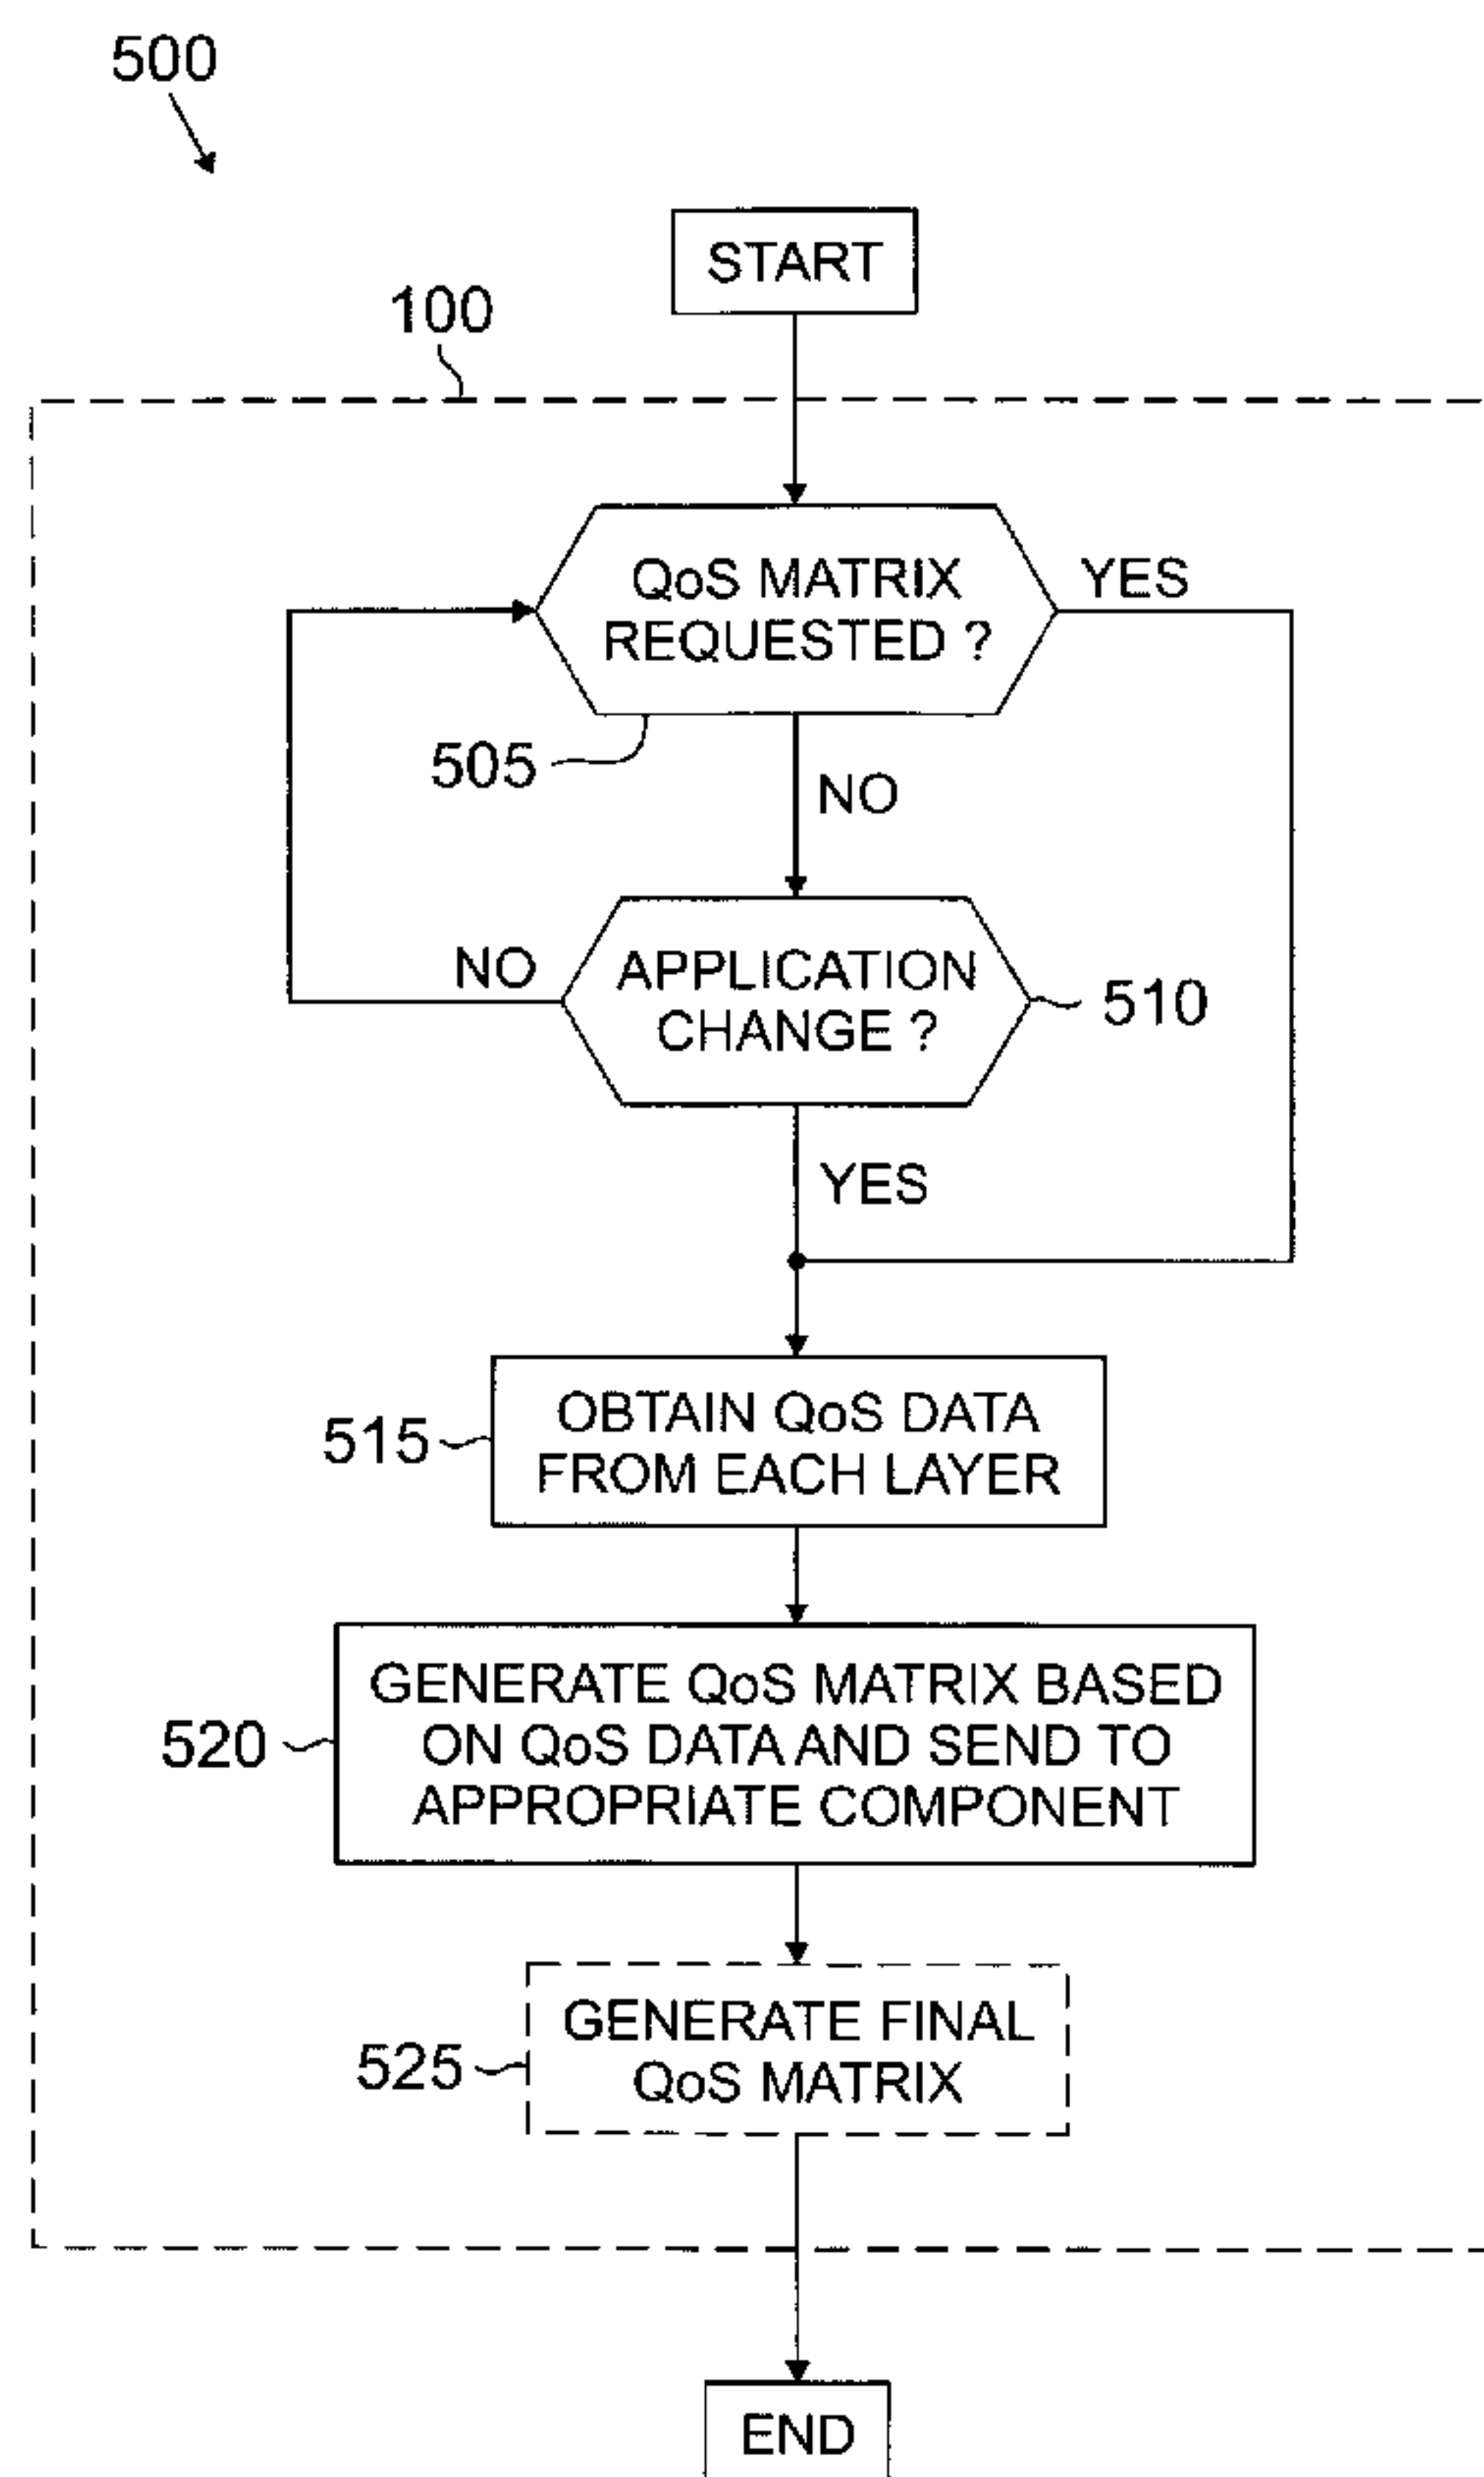 500
START
100
QoS MATRIX
REQUESTED ?
YES
505
NO
NO
APPLICATION
CHANGE ?
510
YES
515
OBTAIN QoS DATA
FROM EACH LAYER
520
GENERATE QoS MATRIX BASED
ON QoS DATA AND SEND TO
APPROPRIATE COMPONENT
525
GENERATE FINAL
QoS MATRIX
END